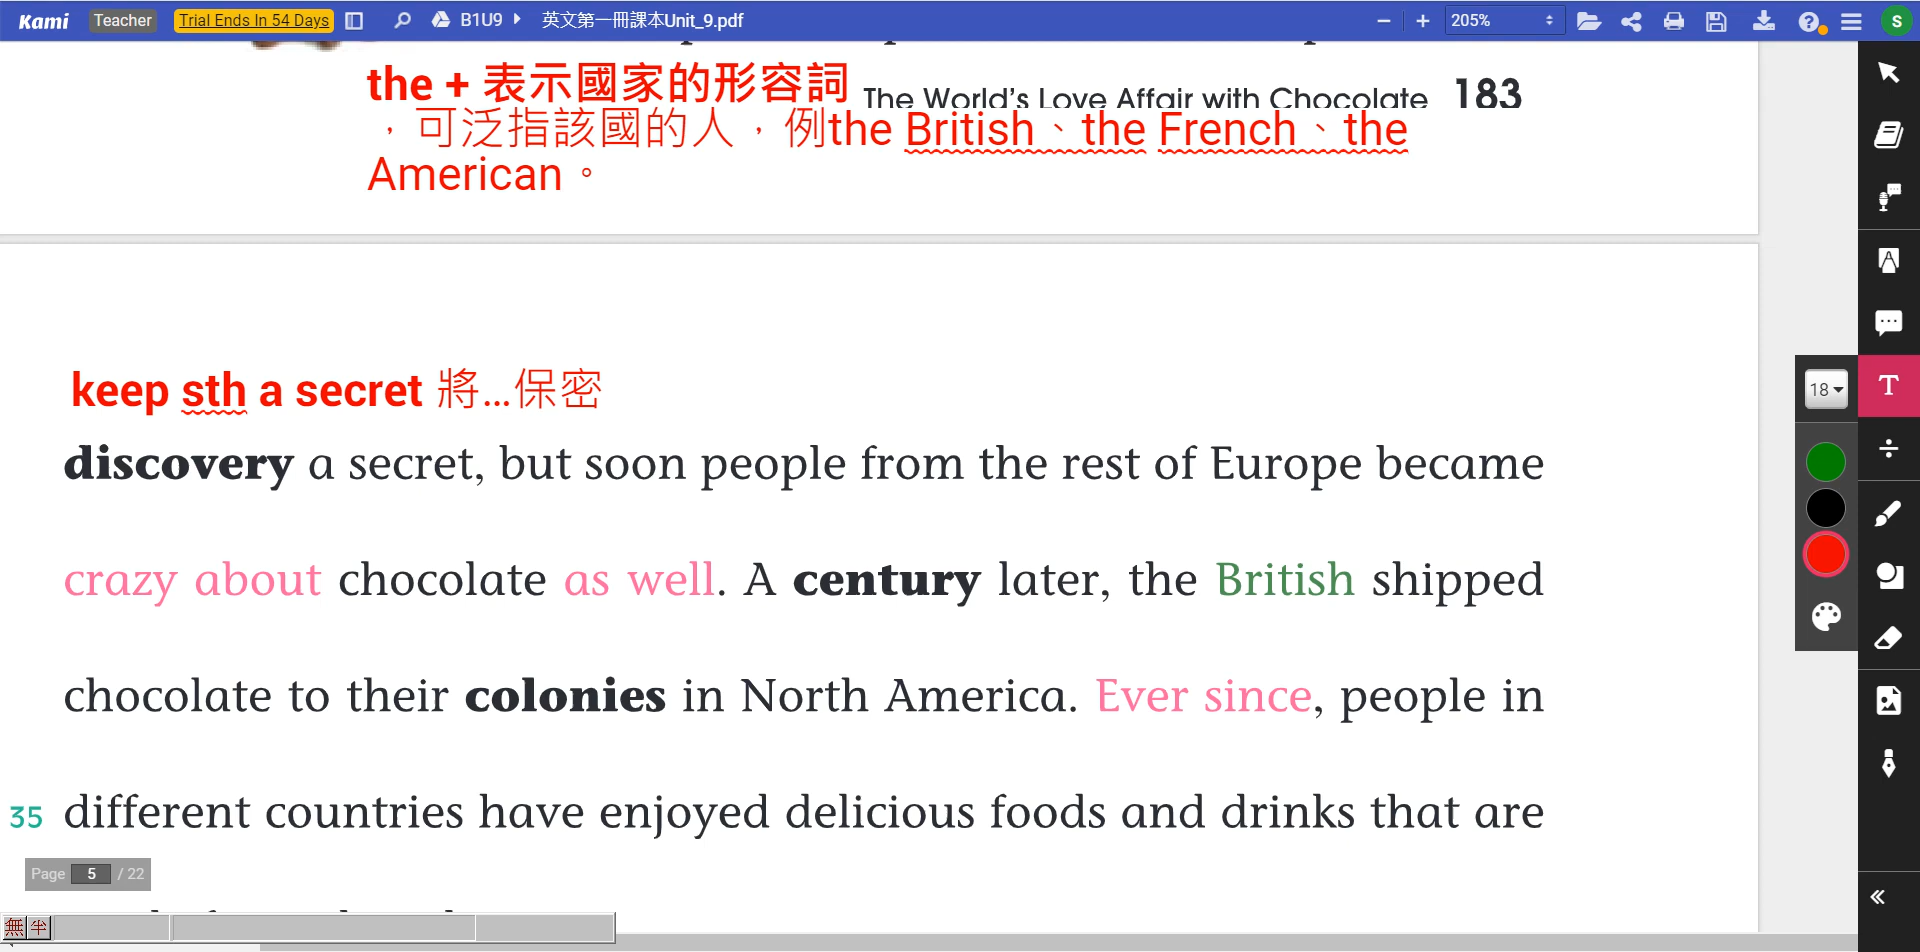 Kami Teacher Trial Ends In 54 Days B1U9 英文第一冊課本Unit_9.pdf 205% S
the + 表示國家的形容詞 The World's Love Affair with Chocolate 183
，可泛指該國的人，例the British、the French、the
American。
keep sth a secret 將...保密
18
T
discovery a secret, but soon people from the rest of Europe became
crazy about chocolate as well. A century later, the British shipped
chocolate to their colonies in North America. Ever since, people in
35 different countries have enjoyed delicious foods and drinks that are
Page 5 / 22
無 半